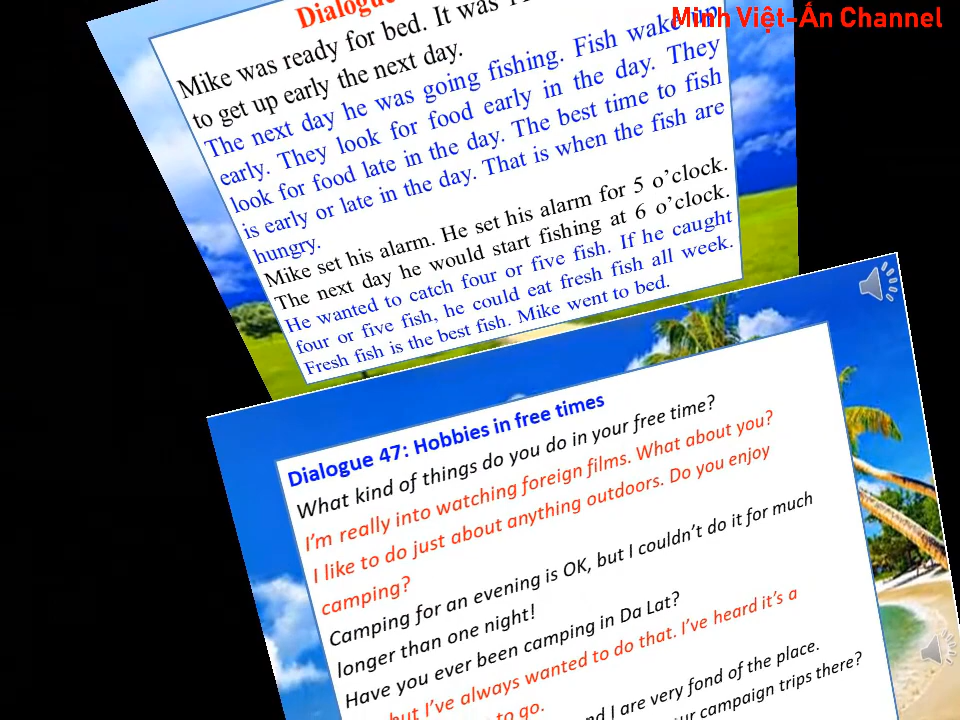 Minh Việt-Ấn Channel
Dialogue
Mike was ready for bed. It was
to get up early the next day.
The next day he was going fishing. Fish wake up
early. They look for food early in the day. They
look for food late in the day. The best time to fish
is early or late in the day. That is when the fish are
hungry.
Mike set his alarm. He set his alarm for 5 o’clock.
The next day he would start fishing at 6 o’clock.
He wanted to catch four or five fish. If he caught
four or five fish, he could eat fresh fish all week.
Fresh fish is the best fish. Mike went to bed.
Dialogue 47: Hobbies in free times
What kind of things do you do in your free time?
I’m really into watching foreign films. What about you?
I like to do just about anything outdoors. Do you enjoy
camping?
Camping for an evening is OK, but I couldn’t do it for much
longer than one night!
Have you ever been camping in Da Lat?
but I’ve always wanted to do that. I’ve heard it’s a
to go.
and I are very fond of the place.
campaign trips there?